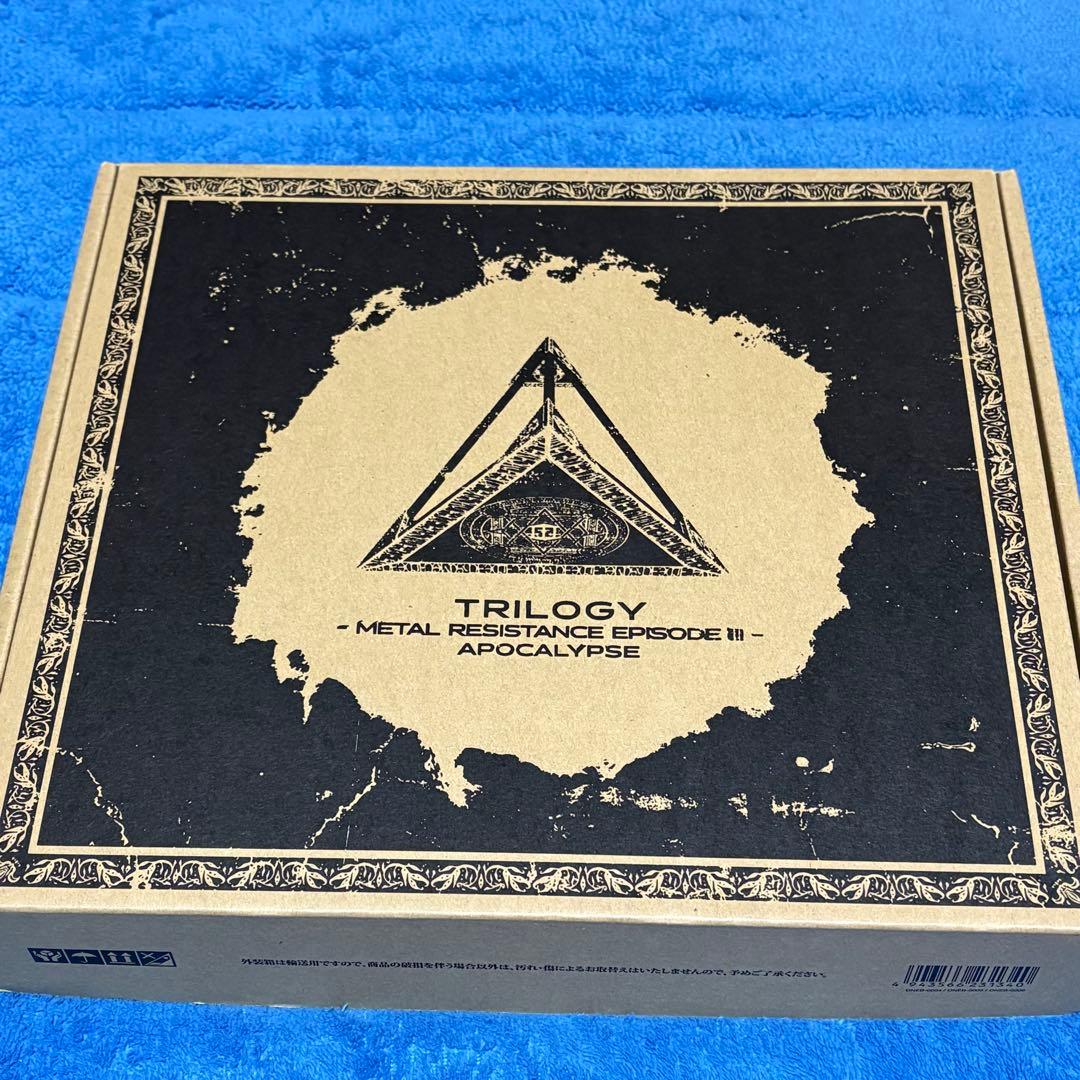 TRILOGY
- METAL RESISTANCE EPISODE III -
APOCALYPSE
外装箱は輸送用ですので、商品の破損を伴う場合以外は、汚れ・傷によるお取替えはいたしませんので、予めご了承ください。
4 943566 231340